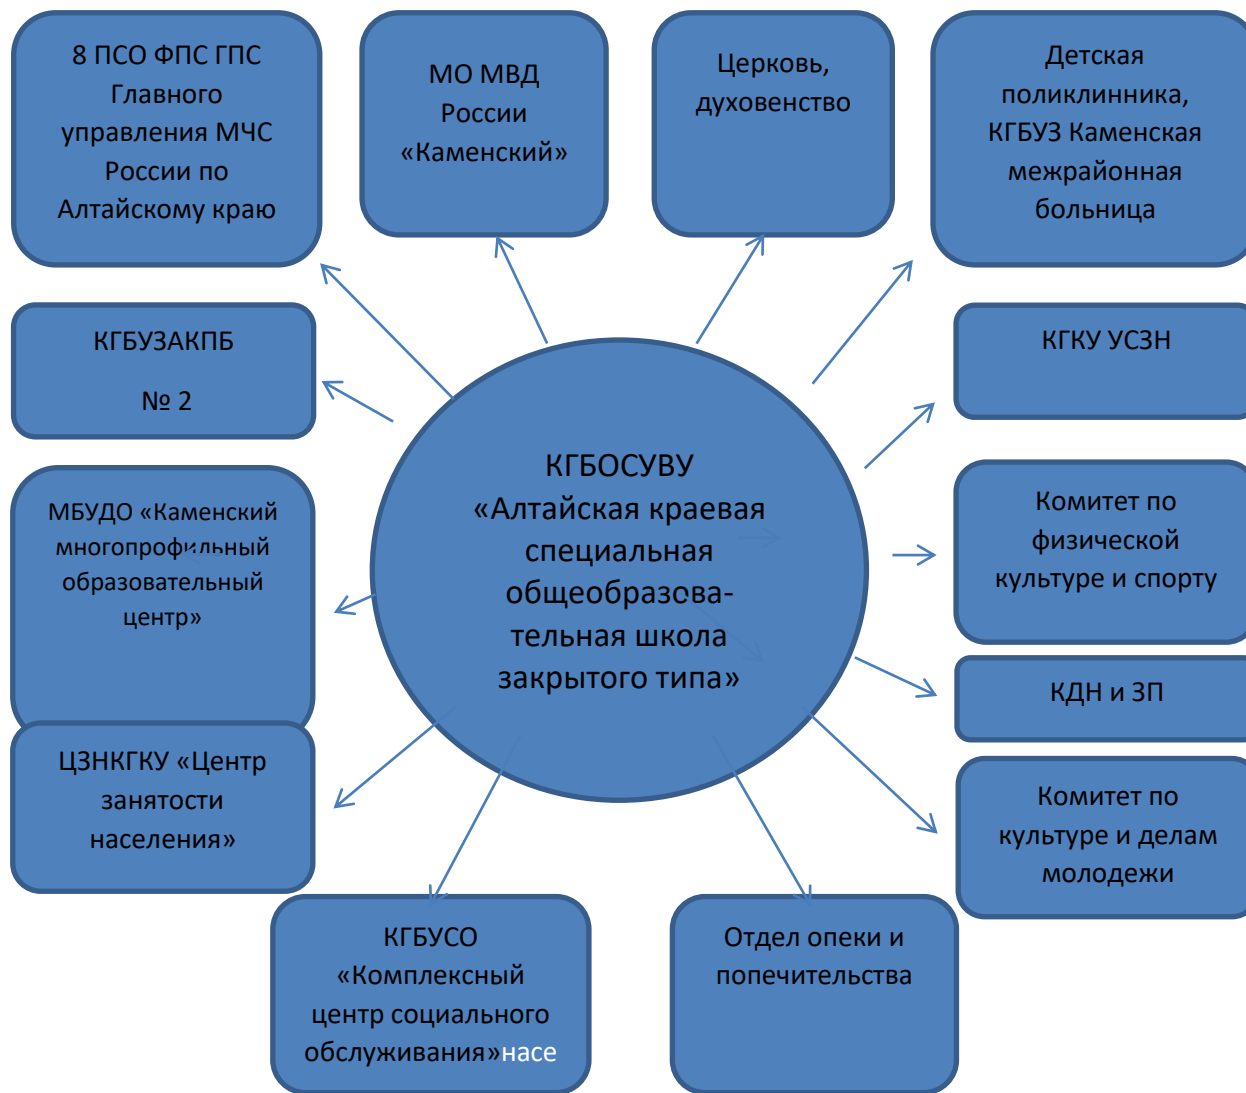 8 ПСО ФПС ГПС
Главного
управления МЧС
России по
Алтайскому краю
МО МВД
России
«Каменский»
Церковь,
духовенство
Детская
поликлинника,
КГБУЗ Каменская
межрайонная
больница
КГБУЗАКПБ
№ 2
КГКУ УСЗН
КГБОСУВУ
«Алтайская краевая
специальная
общеобразова-
тельная школа
закрытого типа»
МБУДО «Каменский
многопрофильный
образовательный
центр»
Комитет по
физической
культуре и спорту
КДН и ЗП
ЦЗНКГКУ «Центр
занятости
населения»
Комитет по
культуре и делам
молодежи
КГБУСО
«Комплексный
центр социального
обслуживания»насе
Отдел опеки и
попечительства